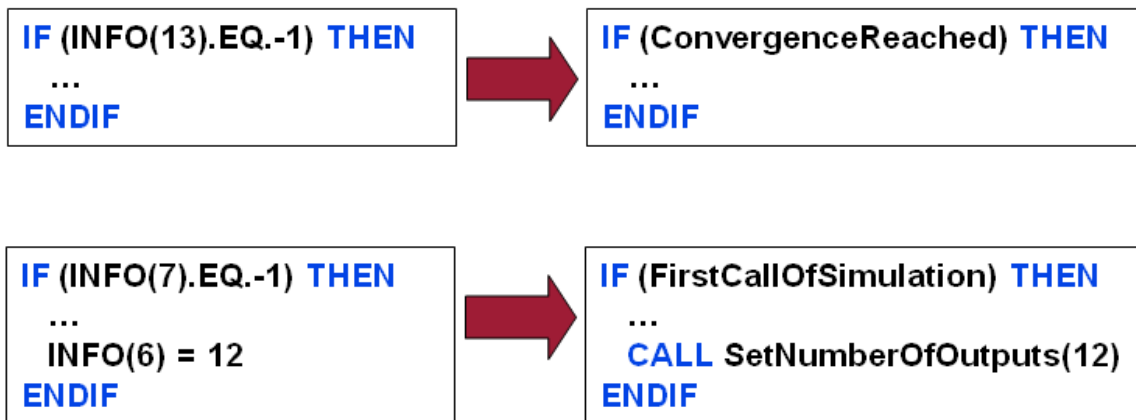 IF (INFO(13).EQ.-1) THEN
...
ENDIF
IF (ConvergenceReached) THEN
...
ENDIF
IF (INFO(7).EQ.-1) THEN
...
INFO(6) = 12
ENDIF
IF (FirstCallOfSimulation) THEN
...
CALL SetNumberOfOutputs(12)
ENDIF